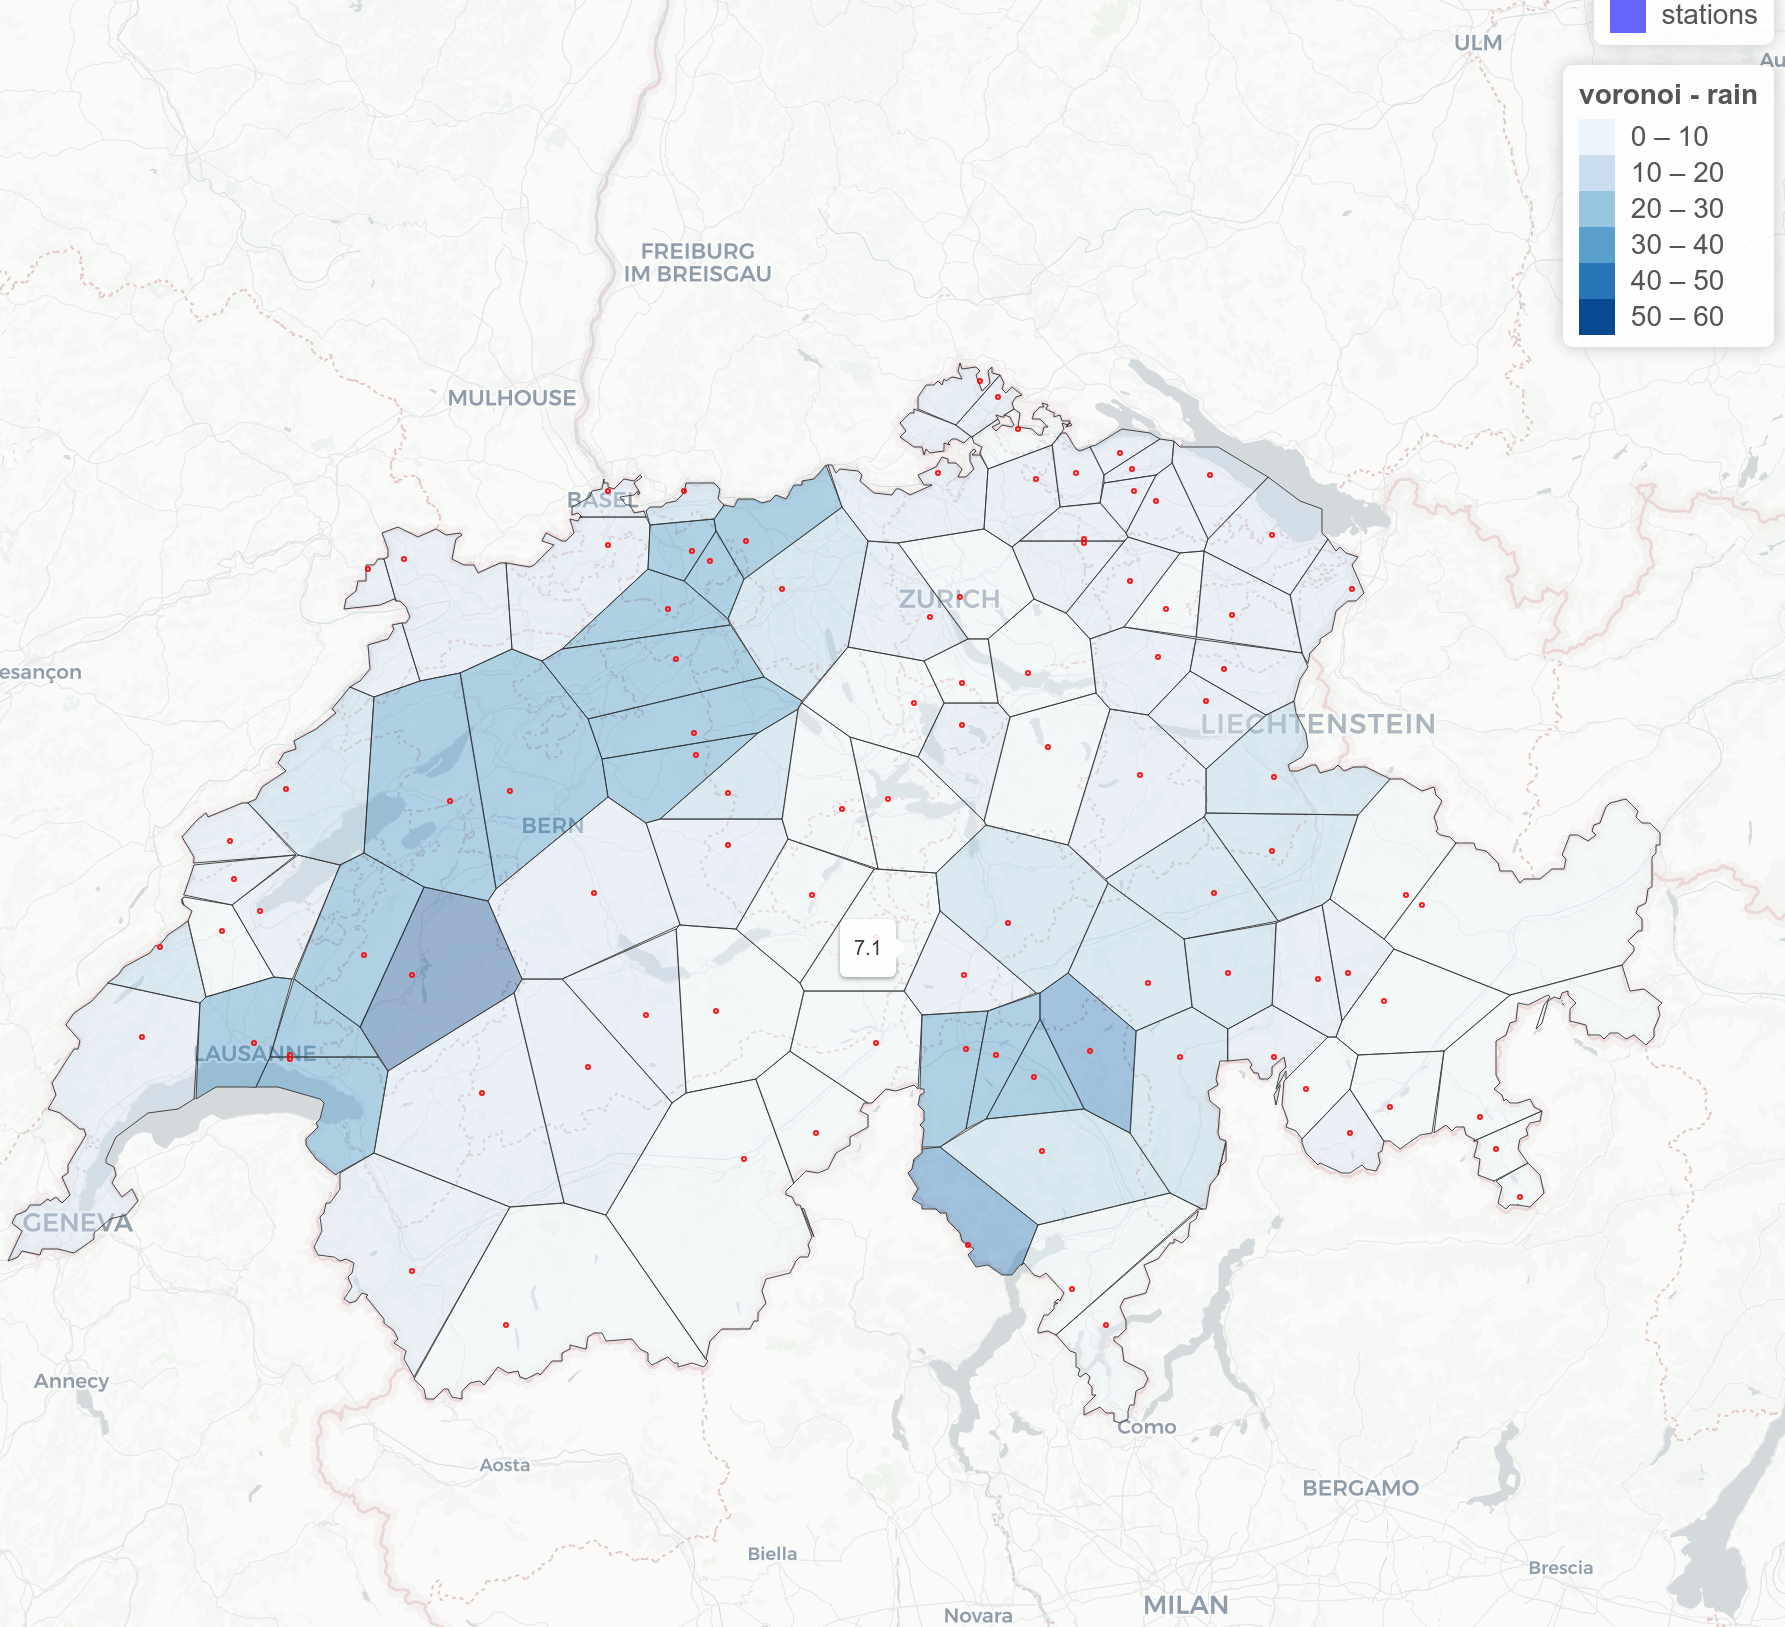 stations
ULM
Au
voronoi - rain
0 – 10
10 – 20
20 – 30
30 – 40
40 – 50
50 – 60
FREIBURG
IM BREISGAU
MULHOUSE
BASEL
ZURICH
esançon
LIECHTENSTEIN
BERN
7.1
LAUSANNE
GENEVA
Annecy
Como
Aosta
BERGAMO
Biella
Brescia
MILAN
Novara